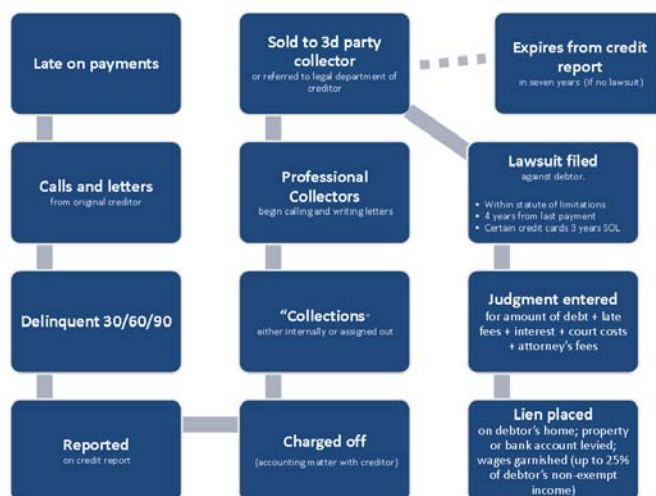 Late on payments
Calls and letters
from original creditor
Delinquent 30/60/90
Reported
on credit report
Charged off
(accounting matter with creditor)
“Collections”
either internally or assigned out
Professional
Collectors
begin calling and writing letters
Sold to 3d party
collector
or referred to legal department of
creditor
Expires from credit
report
in seven years (If no lawsuit)
Lawsuit filed
against debtor.
• Within statute of limitations
• 4 years from last payment
• Certain credit cards 3 years SOL
Judgment entered
for amount of debt + late
fees + interest + court costs
+ attorney’s fees
Lien placed
on debtor’s home; property
or bank account levied;
wages garnished (up to 25%
of debtor’s non-exempt
income)